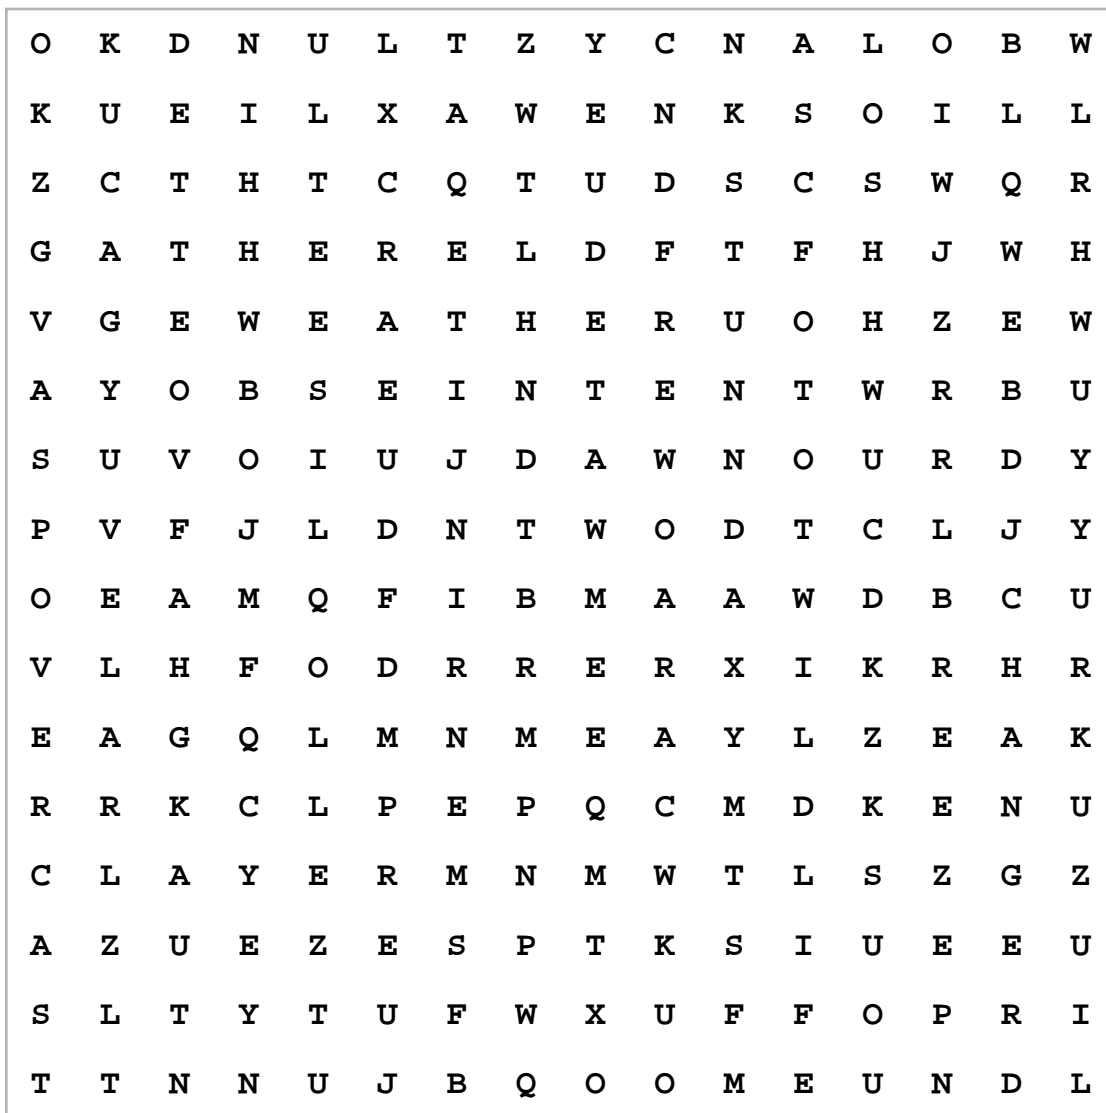 O K D N U L T Z Y C N A L O B W
K U E I L X A W E N K S O I L L
Z C T H T C Q T U D S C S W Q R
G A T H E R E L D F T F H J W H
V G E W E A T H E R U O H Z E W
A Y O B S E I N T E N T W R B U
S U V O I U J D A W N O U R D Y
P V F J L D N T W O D T C L J Y
O E A M Q F I B M A A W D B C U
V L H F O D R R E R X I K R H R
E A G Q L M N M E A Y L Z E A K
R R K C L P E P Q C M D K E N U
C L A Y E R M N M W T L S Z G Z
A Z U E Z E S P T K S I U E E U
S L T Y T U F W X U F F O P R I
T T N N U J B Q O O M E U N D L